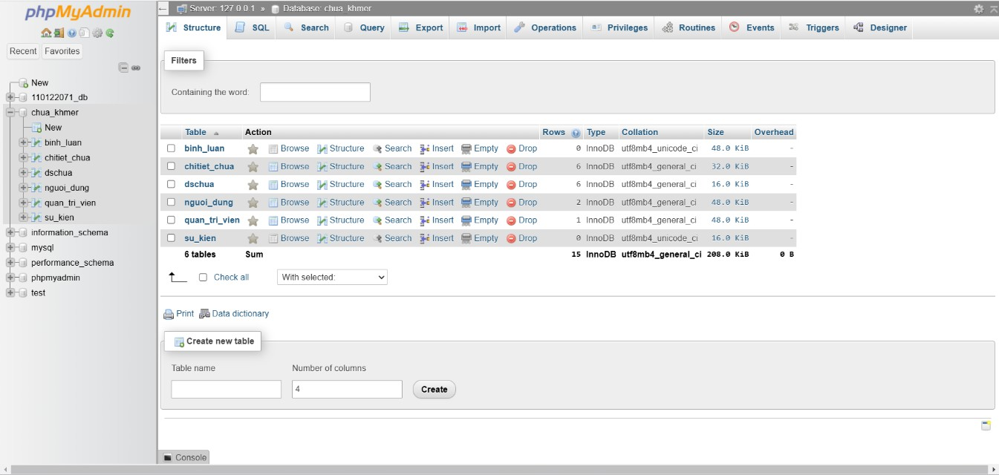 phpMyAdmin
Recent Favorites
New
110122071_db
chua_khmer
New
binh_luan
chitiet_chua
dschua
nguoi_dung
quan_tri_vien
su_kien
information_schema
mysql
performance_schema
phpmyadmin
test
Server: 127.0.0.1 » Database: chua_khmer
Structure SQL Search Query Export Import Operations Privileges Routines Events Triggers Designer
Filters
Containing the word:
Table Action Rows Type Collation Size Overhead
binh_luan Browse Structure Search Insert Empty Drop 0 InnoDB utf8mb4_unicode_ci 48.0 KiB -
chitiet_chua Browse Structure Search Insert Empty Drop 6 InnoDB utf8mb4_general_ci 32.0 KiB -
dschua Browse Structure Search Insert Empty Drop 6 InnoDB utf8mb4_general_ci 16.0 KiB -
nguoi_dung Browse Structure Search Insert Empty Drop 2 InnoDB utf8mb4_general_ci 48.0 KiB -
quan_tri_vien Browse Structure Search Insert Empty Drop 1 InnoDB utf8mb4_general_ci 48.0 KiB -
su_kien Browse Structure Search Insert Empty Drop 0 InnoDB utf8mb4_unicode_ci 16.0 KiB -
6 tables Sum 15 InnoDB utf8mb4_general_ci 208.0 KiB 0 B
Check all With selected:
Print Data dictionary
Create new table
Table name Number of columns
4 Create
Console